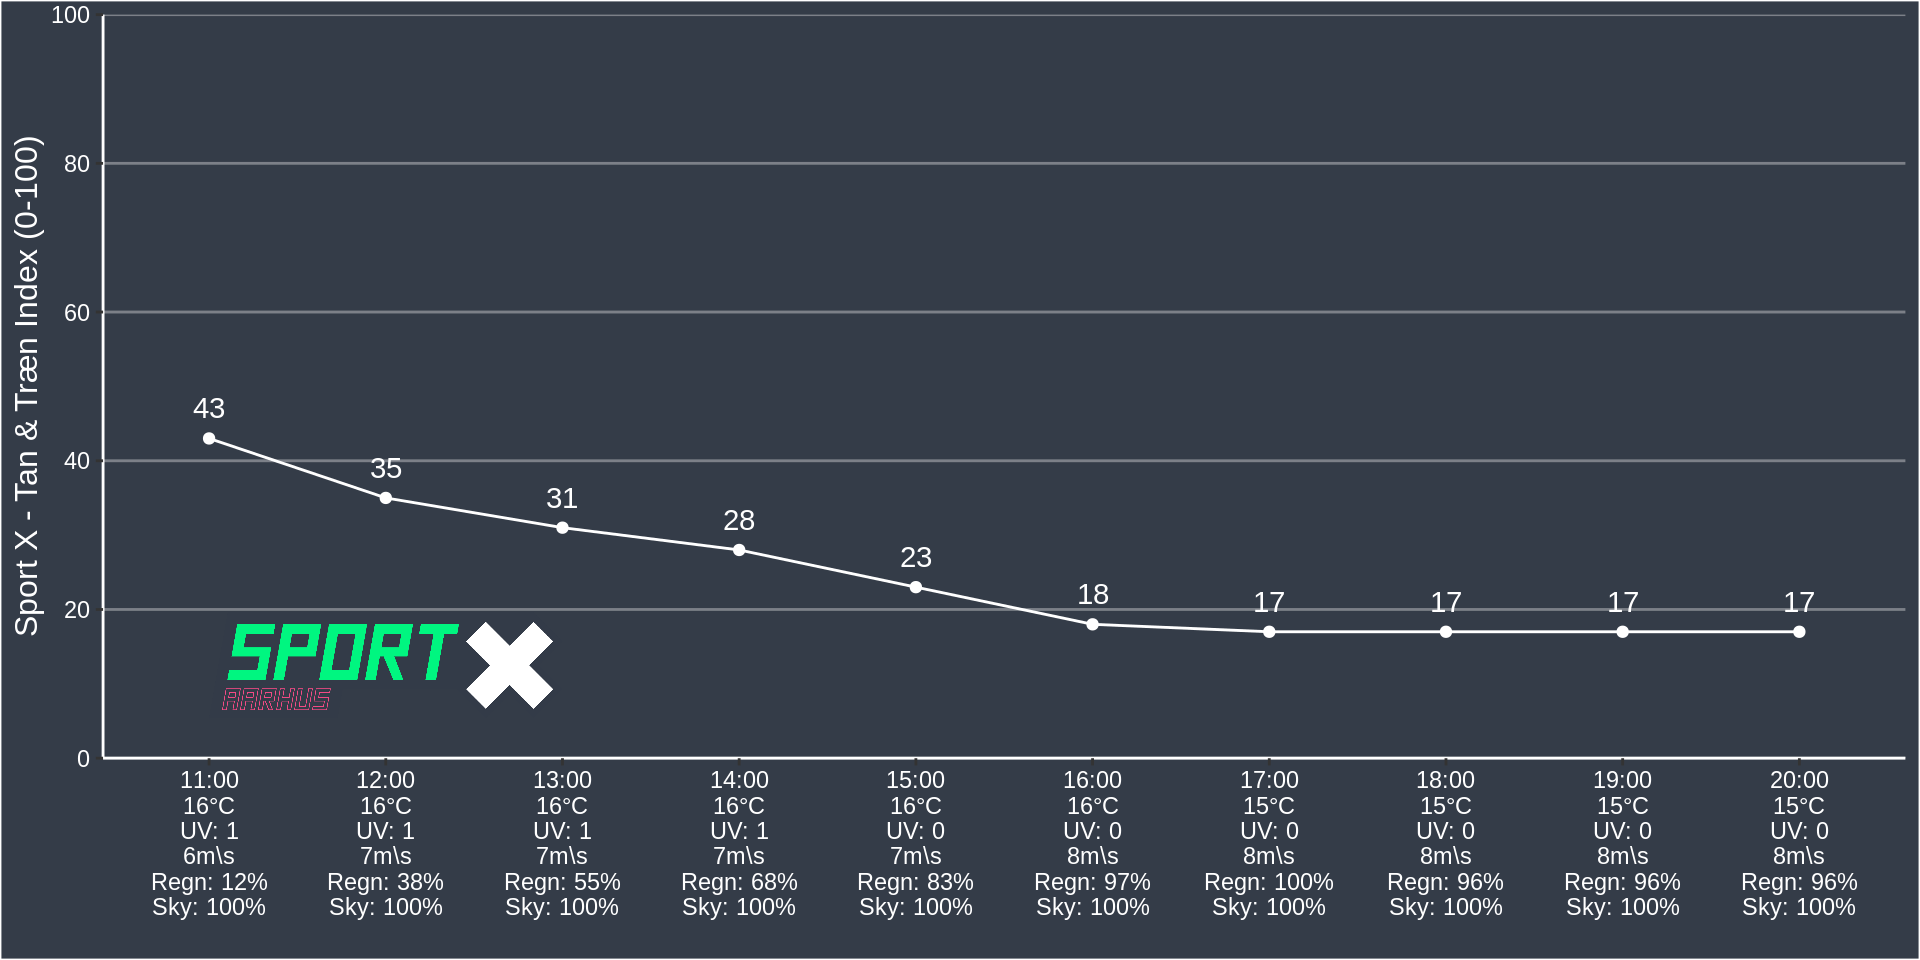 Sport X - Tan & Træn Index (0-100)
100
80
60
40
20
0
43
35
31
28
23
18
17
17
17
17
SPORT X
AARHUS
11:00 12:00 13:00 14:00 15:00 16:00 17:00 18:00 19:00 20:00
16°C 16°C 16°C 16°C 16°C 16°C 15°C 15°C 15°C 15°C
UV: 1 UV: 1 UV: 1 UV: 1 UV: 0 UV: 0 UV: 0 UV: 0 UV: 0 UV: 0
6m\s 7m\s 7m\s 7m\s 7m\s 8m\s 8m\s 8m\s 8m\s 8m\s
Regn: 12% Regn: 38% Regn: 55% Regn: 68% Regn: 83% Regn: 97% Regn: 100% Regn: 96% Regn: 96% Regn: 96%
Sky: 100% Sky: 100% Sky: 100% Sky: 100% Sky: 100% Sky: 100% Sky: 100% Sky: 100% Sky: 100% Sky: 100%